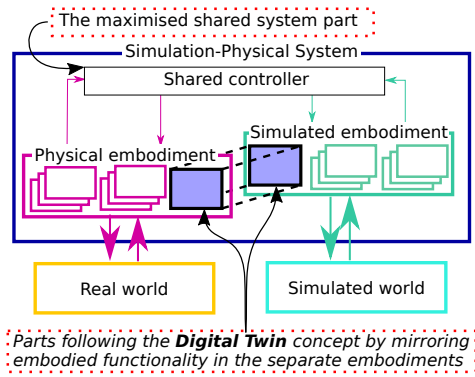 The maximised shared system part
Simulation-Physical System
Shared controller
Simulated embodiment
Physical embodiment
Real world
Simulated world
Parts following the Digital Twin concept by mirroring
embodied functionality in the separate embodiments